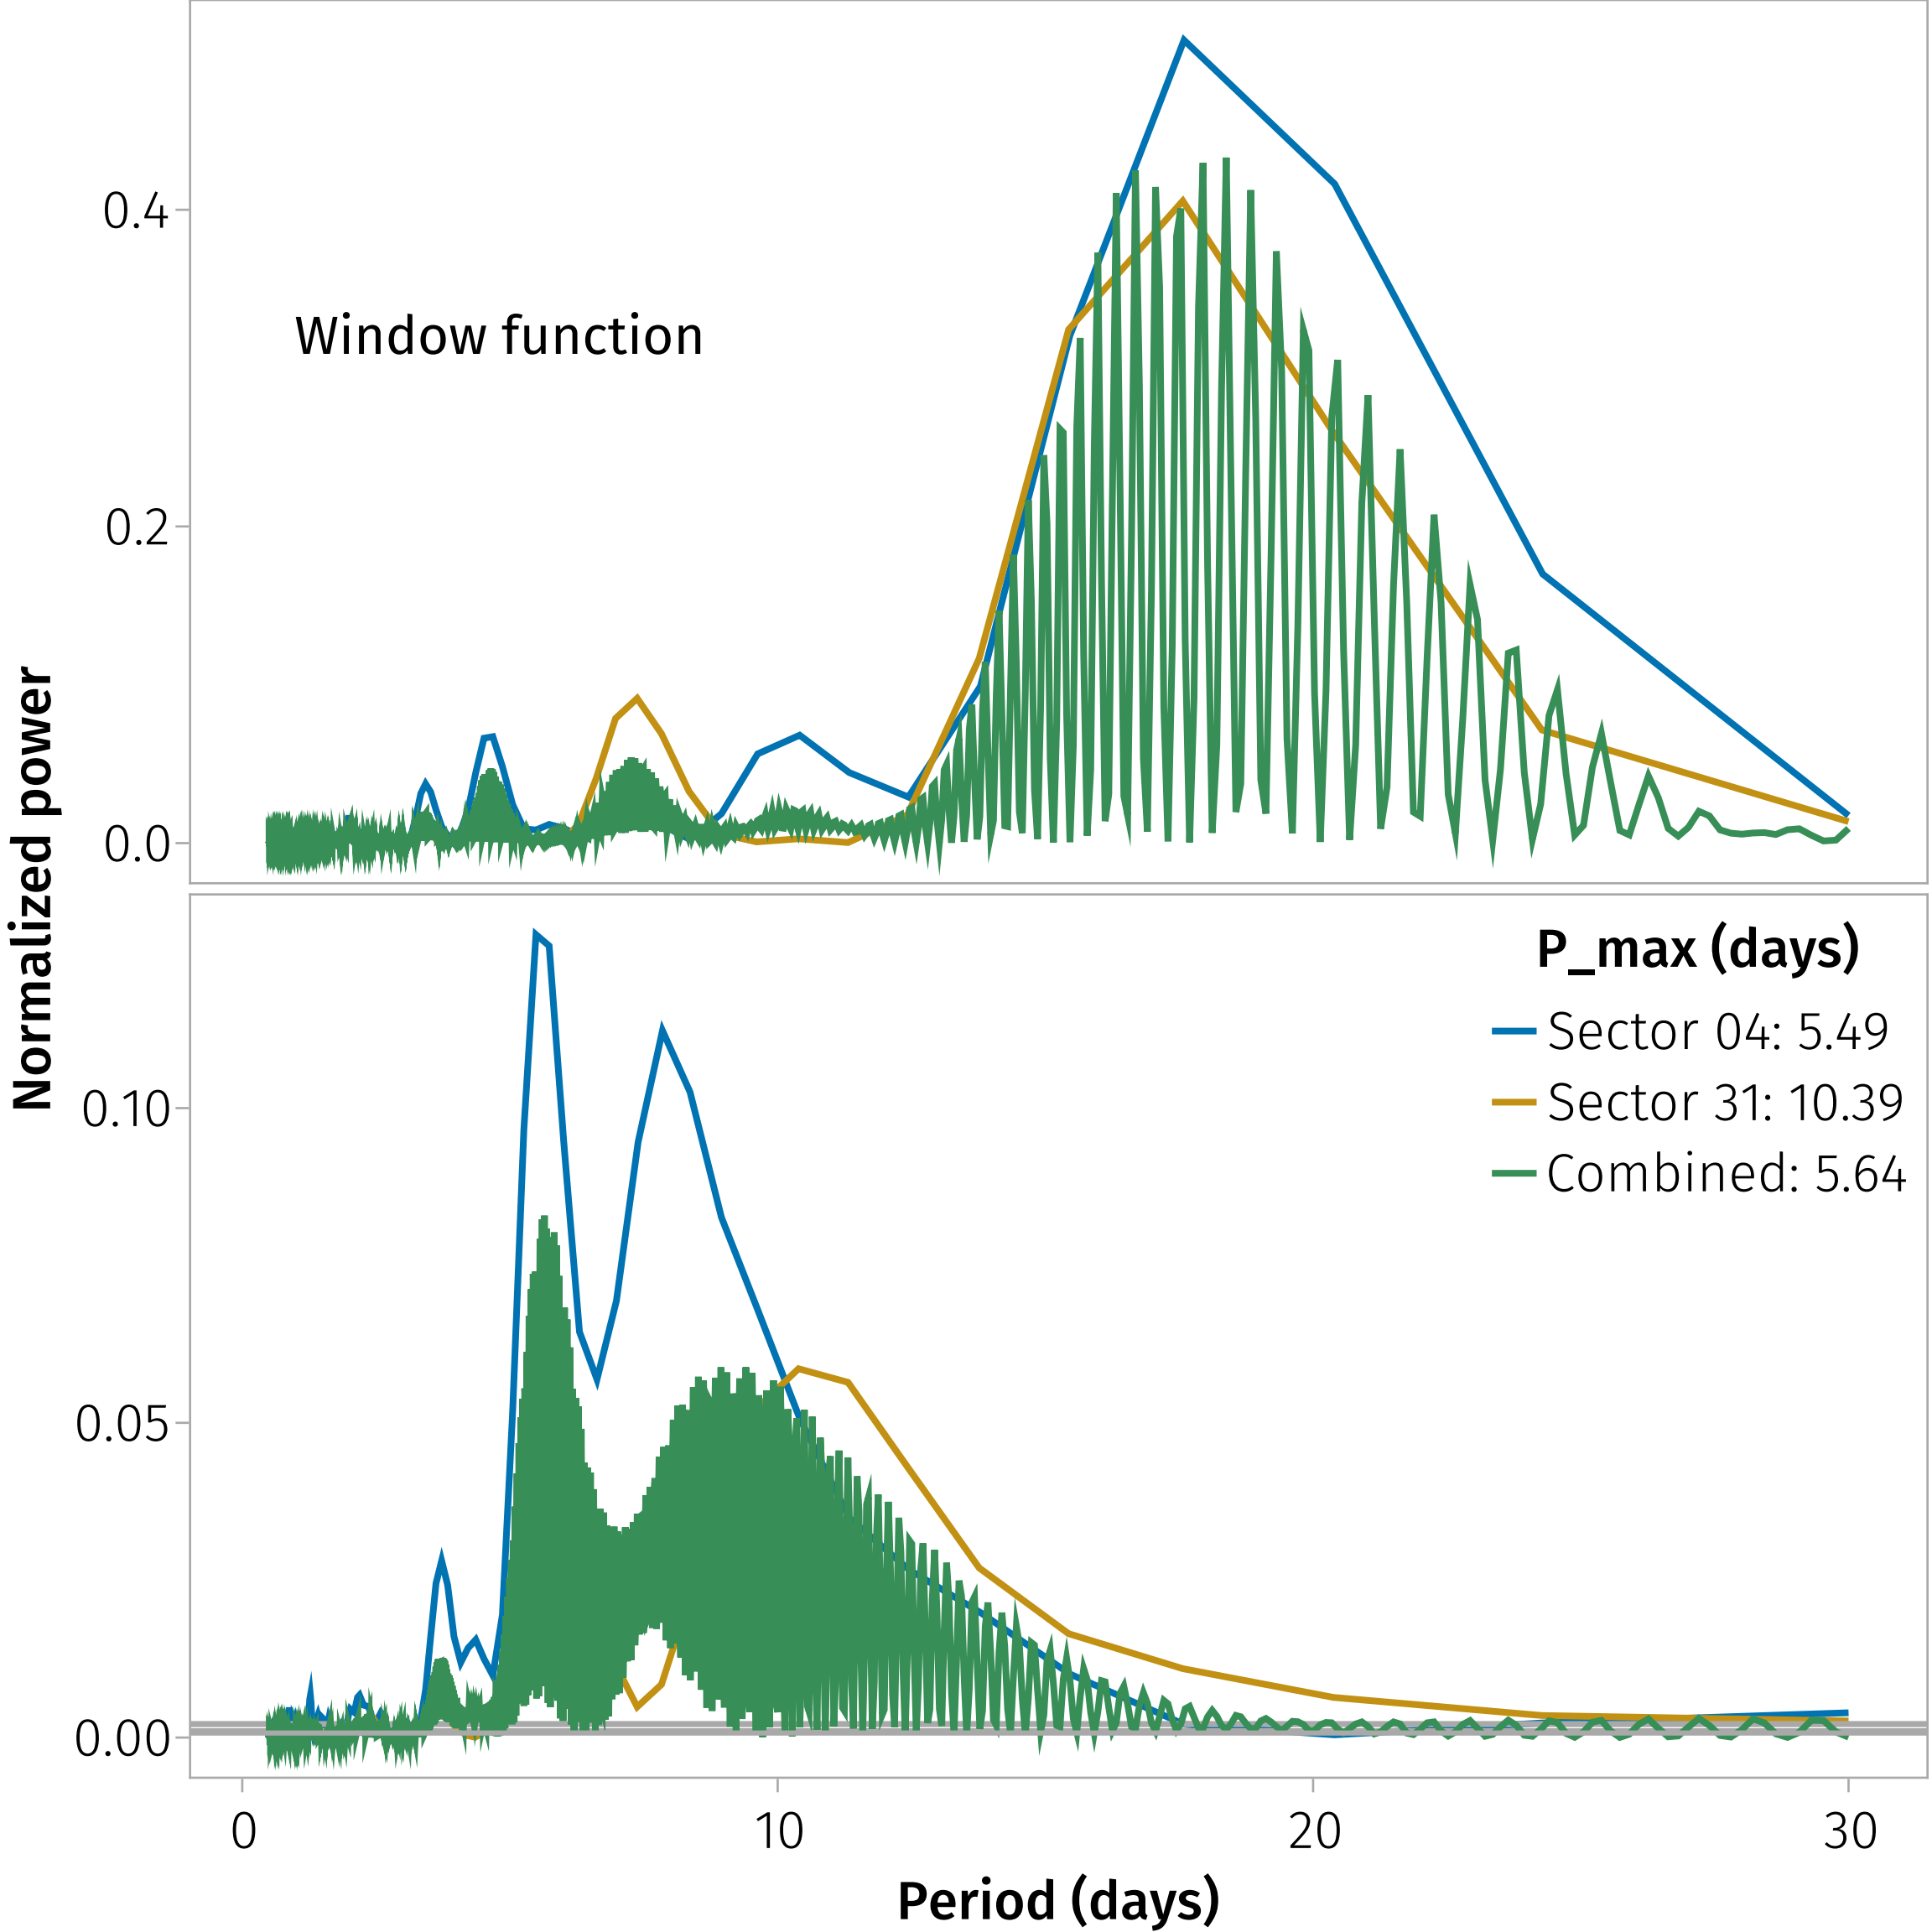 Normalized power
0.4
0.2
0.0
Window function
0.10
0.05
0.00
P_max (days)
Sector 04: 5.49
Sector 31: 10.39
Combined: 5.64
0 10 20 30
Period (days)